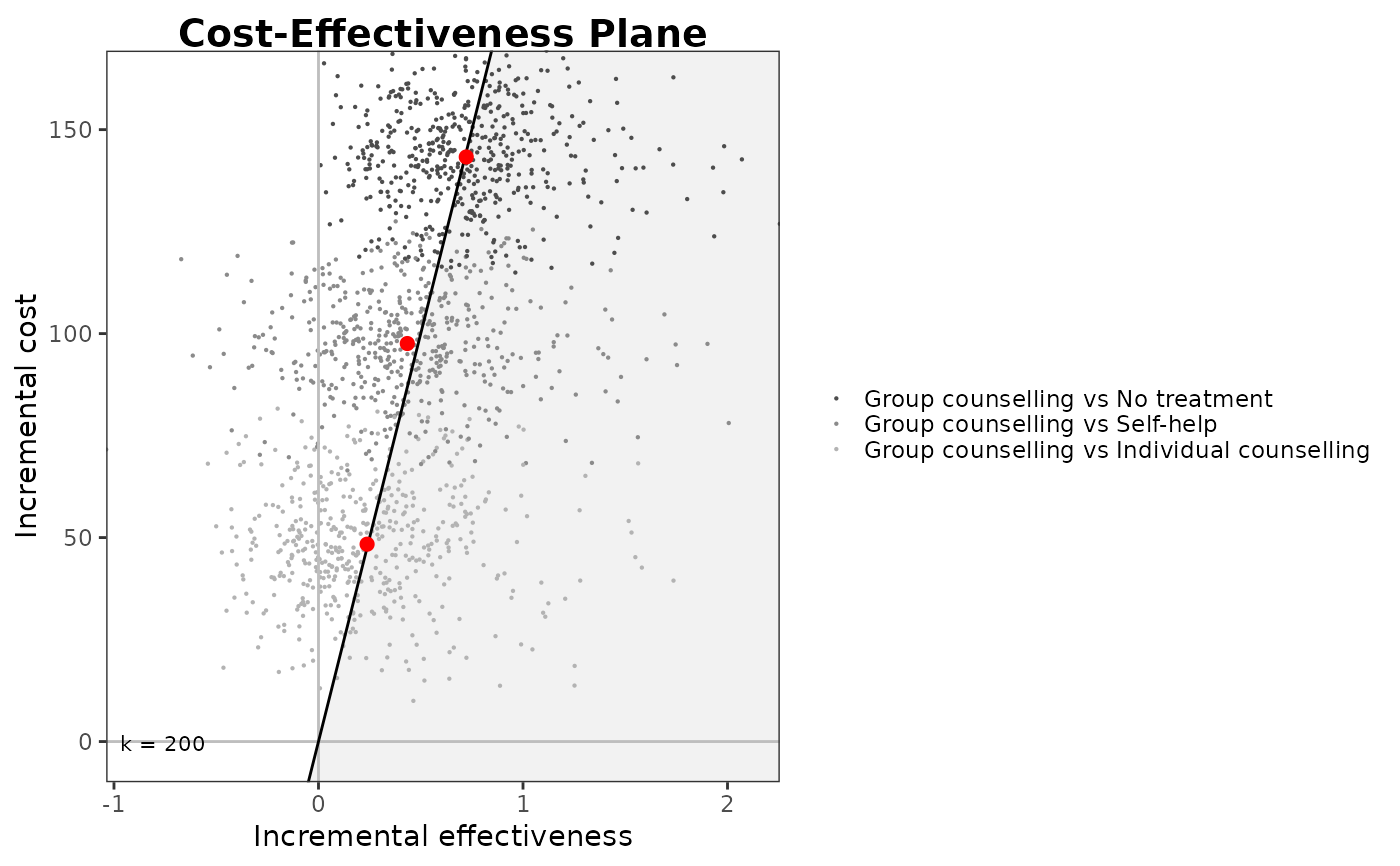 Cost-Effectiveness Plane
Incremental cost
150
100
50
0
k = 200
-1
0
1
2
Incremental effectiveness
Group counselling vs No treatment
Group counselling vs Self-help
Group counselling vs Individual counselling